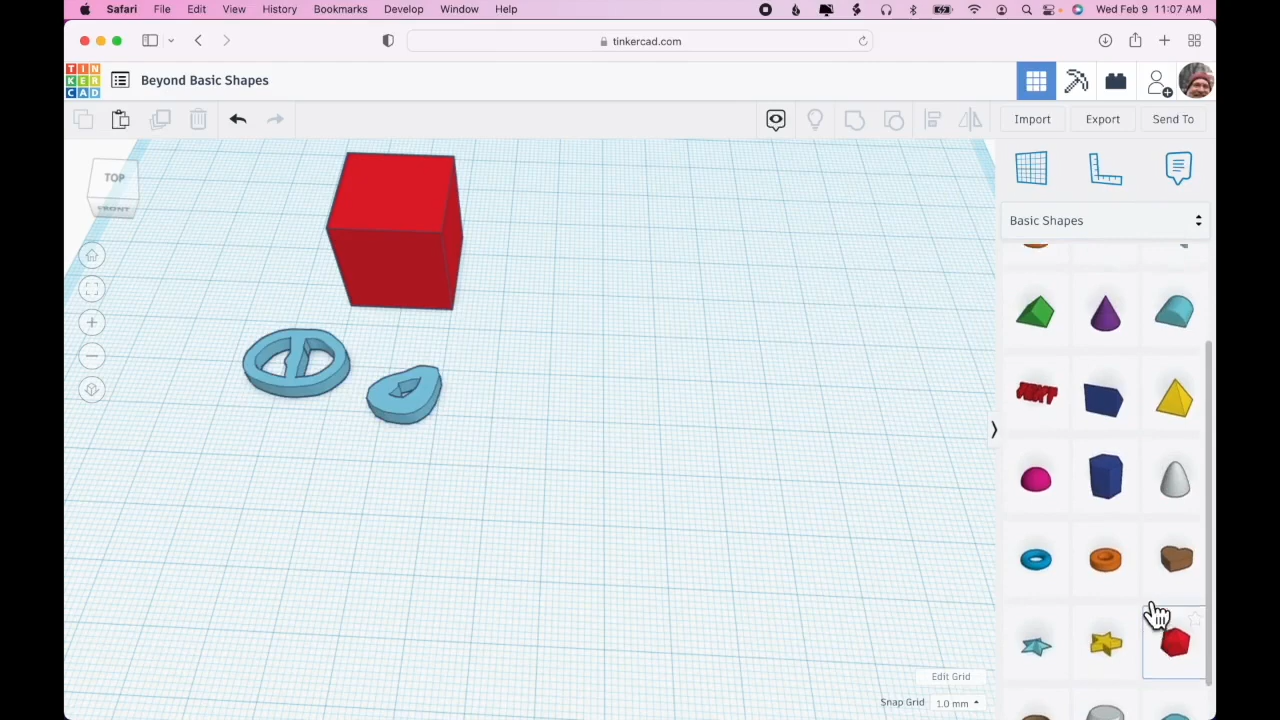 Safari File Edit View History Bookmarks Develop Window Help Wed Feb 9 11:07 AM
tinkercad.com
TIN
KER
CAD
Beyond Basic Shapes
Import Export Send To
TOP
FRONT
Basic Shapes
TEXT
Edit Grid
Snap Grid 1.0 mm